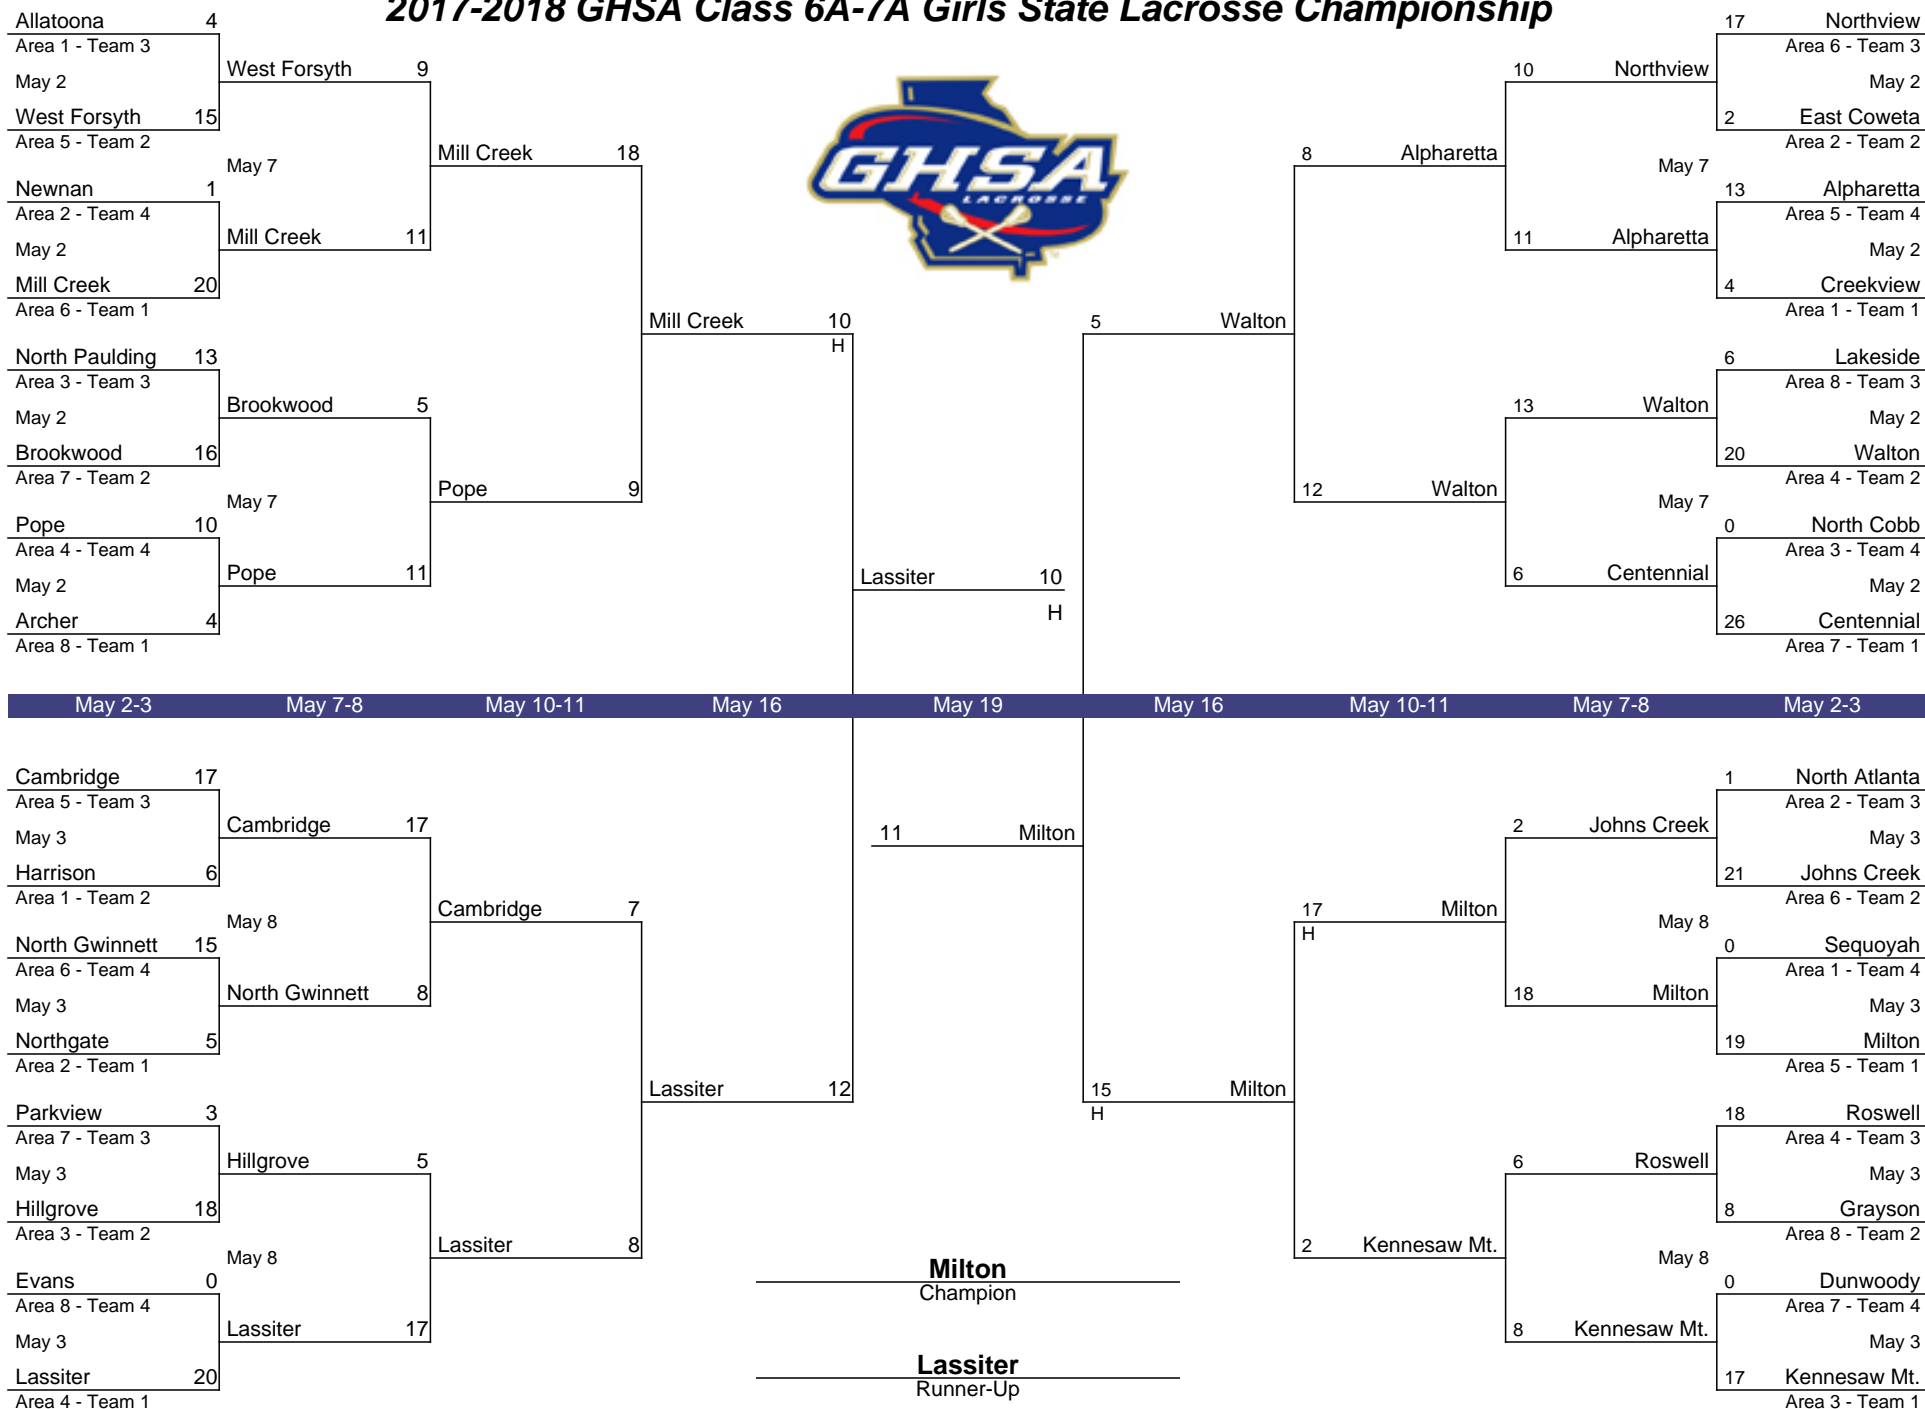 2017-2018 GHSA Class 6A-7A Girls State Lacrosse Championship
GHSA
LACROSSE
Allatoona 4
Area 1 - Team 3
May 2
West Forsyth 15
Area 5 - Team 2
Newnan 1
Area 2 - Team 4
May 2
Mill Creek 20
Area 6 - Team 1
North Paulding 13
Area 3 - Team 3
May 2
Brookwood 16
Area 7 - Team 2
Pope 10
Area 4 - Team 4
May 2
Archer 4
Area 8 - Team 1
West Forsyth 9
May 7
Mill Creek 11
Brookwood 5
May 7
Pope 11
Mill Creek 18
Pope 9
Mill Creek 10
H
Lassiter 10
H
5 Walton
8 Alpharetta
12 Walton
10 Northview
May 7
11 Alpharetta
13 Walton
May 7
6 Centennial
17 Northview
Area 6 - Team 3
May 2
2 East Coweta
Area 2 - Team 2
13 Alpharetta
Area 5 - Team 4
May 2
4 Creekview
Area 1 - Team 1
6 Lakeside
Area 8 - Team 3
May 2
20 Walton
Area 4 - Team 2
0 North Cobb
Area 3 - Team 4
May 2
26 Centennial
Area 7 - Team 1
May 2-3 May 7-8 May 10-11 May 16 May 19 May 16 May 10-11 May 7-8 May 2-3
Cambridge 17
Area 5 - Team 3
May 3
Harrison 6
Area 1 - Team 2
North Gwinnett 15
Area 6 - Team 4
May 3
Northgate 5
Area 2 - Team 1
Parkview 3
Area 7 - Team 3
May 3
Hillgrove 18
Area 3 - Team 2
Evans 0
Area 8 - Team 4
May 3
Lassiter 20
Area 4 - Team 1
Cambridge 17
May 8
North Gwinnett 8
Hillgrove 5
May 8
Lassiter 17
Cambridge 7
Lassiter 8
Lassiter 12
11 Milton
15 Milton
H
17 Milton
H
2 Kennesaw Mt.
2 Johns Creek
May 8
18 Milton
6 Roswell
May 8
8 Kennesaw Mt.
1 North Atlanta
Area 2 - Team 3
May 3
21 Johns Creek
Area 6 - Team 2
0 Sequoyah
Area 1 - Team 4
May 3
19 Milton
Area 5 - Team 1
18 Roswell
Area 4 - Team 3
May 3
8 Grayson
Area 8 - Team 2
0 Dunwoody
Area 7 - Team 4
May 3
17 Kennesaw Mt.
Area 3 - Team 1
Milton
Champion
Lassiter
Runner-Up